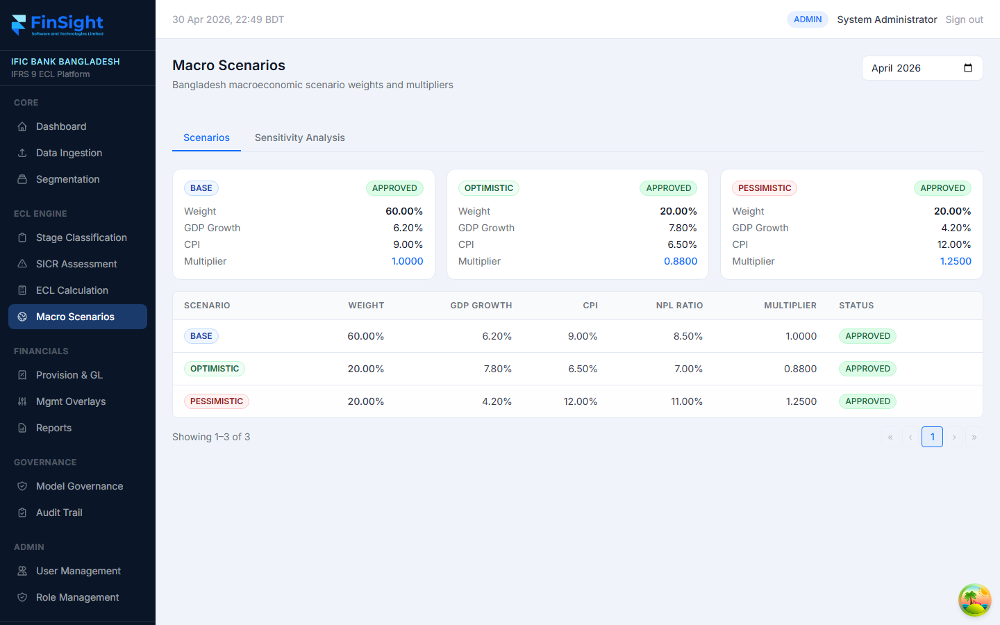 FinSight
Software and Technologies Limited
IFIC BANK BANGLADESH
IFRS 9 ECL Platform
CORE
Dashboard
Data Ingestion
Segmentation
ECL ENGINE
Stage Classification
SICR Assessment
ECL Calculation
Macro Scenarios
FINANCIALS
Provision & GL
Mgmt Overlays
Reports
GOVERNANCE
Model Governance
Audit Trail
ADMIN
User Management
Role Management
30 Apr 2026, 22:49 BDT
ADMIN System Administrator Sign out
Macro Scenarios
Bangladesh macroeconomic scenario weights and multipliers
April 2026
Scenarios Sensitivity Analysis
BASE APPROVED
Weight 60.00%
GDP Growth 6.20%
CPI 9.00%
Multiplier 1.0000
OPTIMISTIC APPROVED
Weight 20.00%
GDP Growth 7.80%
CPI 6.50%
Multiplier 0.8800
PESSIMISTIC APPROVED
Weight 20.00%
GDP Growth 4.20%
CPI 12.00%
Multiplier 1.2500
SCENARIO WEIGHT GDP GROWTH CPI NPL RATIO MULTIPLIER STATUS
BASE 60.00% 6.20% 9.00% 8.50% 1.0000 APPROVED
OPTIMISTIC 20.00% 7.80% 6.50% 7.00% 0.8800 APPROVED
PESSIMISTIC 20.00% 4.20% 12.00% 11.00% 1.2500 APPROVED
Showing 1–3 of 3
« ‹ 1 › »